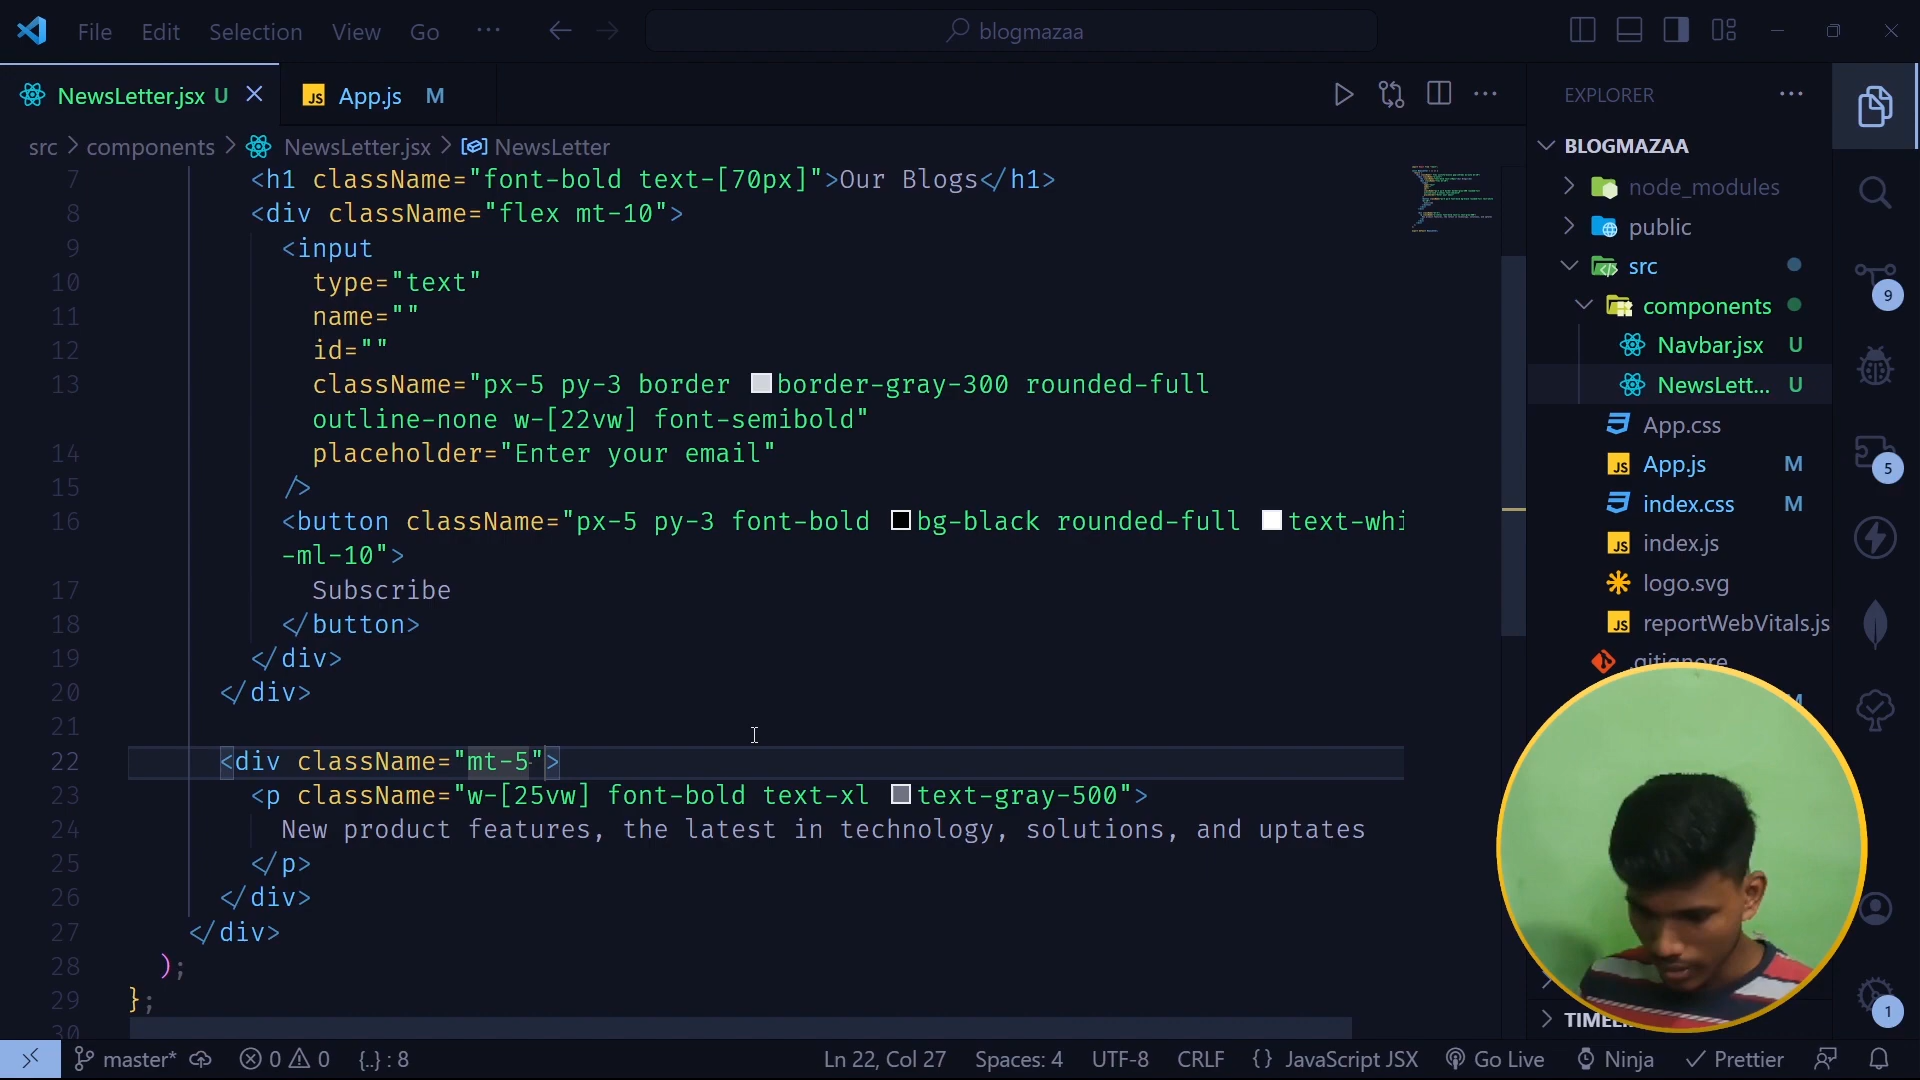 File Edit Selection View Go ··· blogmazaa
NewsLetter.jsx U App.js M
src > components > NewsLetter.jsx > NewsLetter
7 <h1 className="font-bold text-[70px]">Our Blogs</h1>
8 <div className="flex mt-10">
9 <input
10 type="text"
11 name=""
12 id=""
13 className="px-5 py-3 border border-gray-300 rounded-full
outline-none w-[22vw] font-semibold"
14 placeholder="Enter your email"
15 />
16 <button className="px-5 py-3 font-bold bg-black rounded-full text-whi
-ml-10">
17 Subscribe
18 </button>
19 </div>
20 </div>
21
22 <div className="mt-5">
23 <p className="w-[25vw] font-bold text-xl text-gray-500">
24 New product features, the latest in technology, solutions, and uptates
25 </p>
26 </div>
27 </div>
28 );
29 };
30
EXPLORER ···
BLOGMAZAA
node_modules
public
src
components
Navbar.jsx U
NewsLett... U
App.css
App.js M
index.css M
index.js
logo.svg
reportWebVitals.js
.gitignore
M
9
5
1
master* 0 0 {..} : 8 Ln 22, Col 27 Spaces: 4 UTF-8 CRLF {} JavaScript JSX Go Live Ninja Prettier